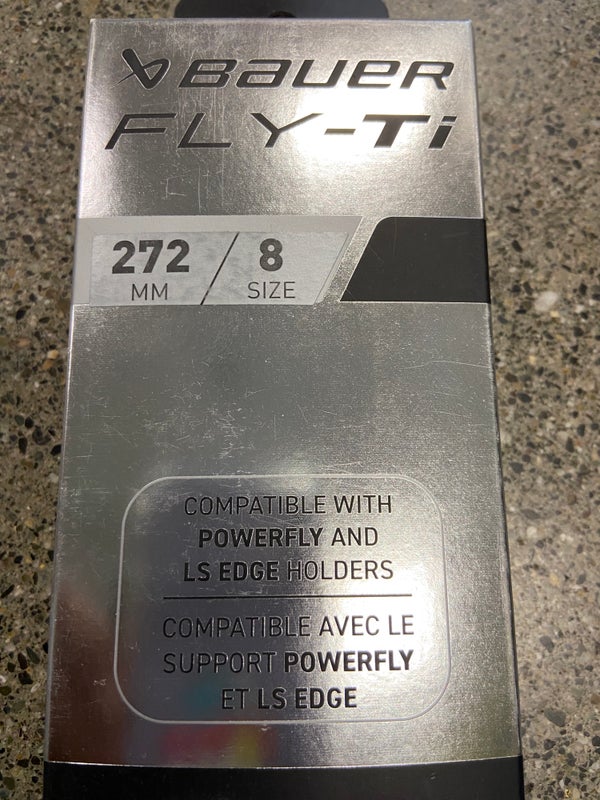 BAUER
FLY-Ti
272 / 8
MM SIZE
COMPATIBLE WITH
POWERFLY AND
LS EDGE HOLDERS
COMPATIBLE AVEC LE
SUPPORT POWERFLY
ET LS EDGE